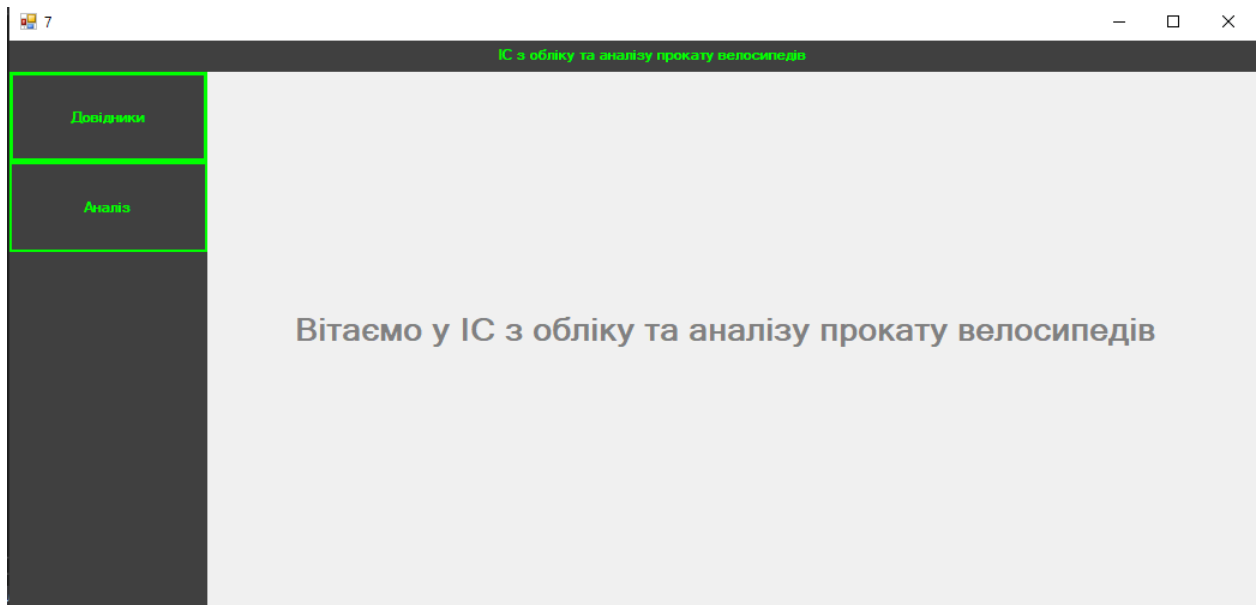 7
ІС з обліку та аналізу прокату велосипедів
Довідники
Аналіз
Вітаємо у ІС з обліку та аналізу прокату велосипедів